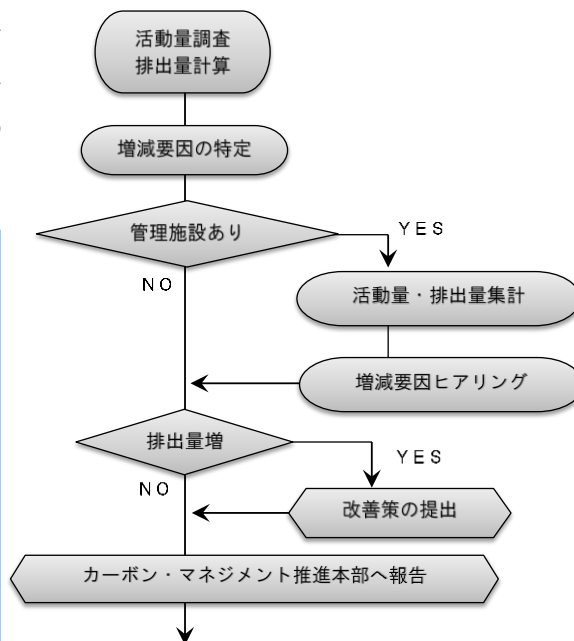 活動量調査
排出量計算
増減要因の特定
管理施設あり
YES
NO
活動量・排出量集計
増減要因ヒアリング
排出量増
YES
NO
改善策の提出
カーボン・マネジメント推進本部へ報告